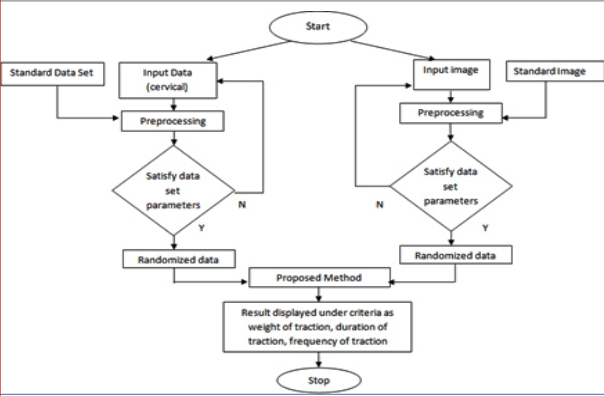 Start
Standard Data Set
Input Data
(cervical)
Input image
Standard Image
Preprocessing
Preprocessing
Satisfy data
set
parameters
N
Y
Satisfy data
set
parameters
N
Y
Randomized data
Randomized data
Proposed Method
Result displayed under criteria as
weight of traction, duration of
traction, frequency of traction
Stop